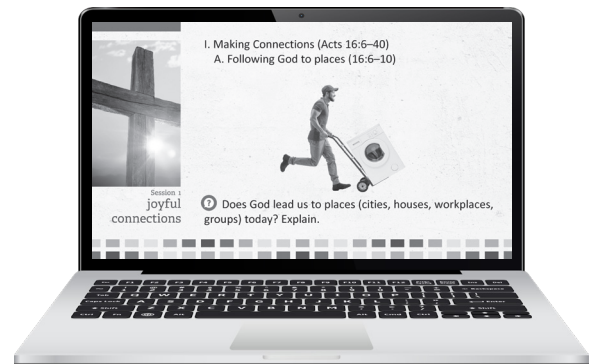 I. Making Connections (Acts 16:6–40)
A. Following God to places (16:6–10)
Session 1
joyful
connections
? Does God lead us to places (cities, houses, workplaces,
groups) today? Explain.